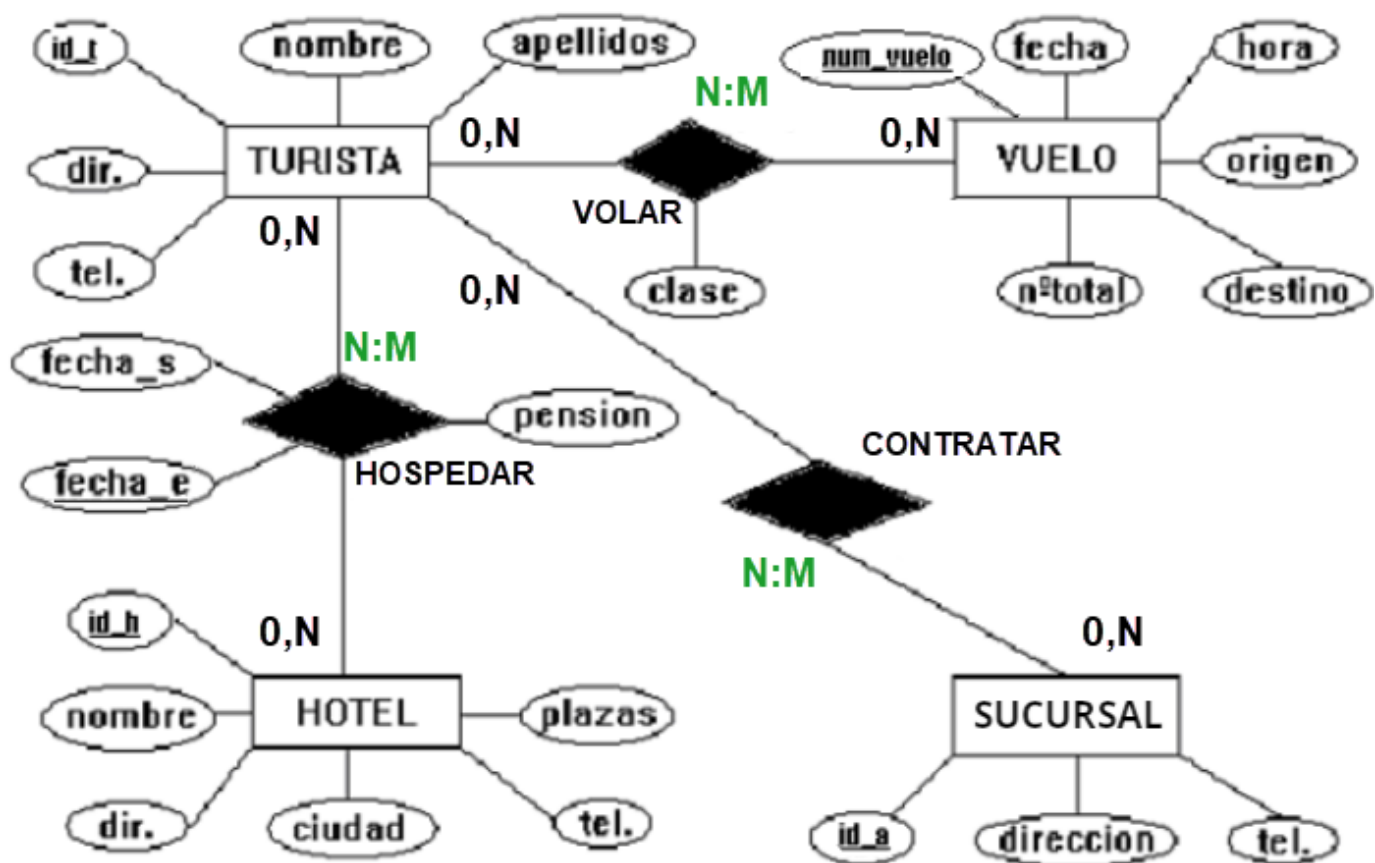 id_t
nombre
apellidos
num_vuelo
fecha
hora
N:M
0,N
0,N
dir.
TURISTA
VUELO
origen
VOLAR
0,N
tel.
0,N
clase
nºtotal
destino
fecha_s
N:M
pension
CONTRATAR
fecha_e
HOSPEDAR
N:M
id_h
0,N
0,N
nombre
HOTEL
plazas
SUCURSAL
dir.
ciudad
tel.
id_a
direccion
tel.